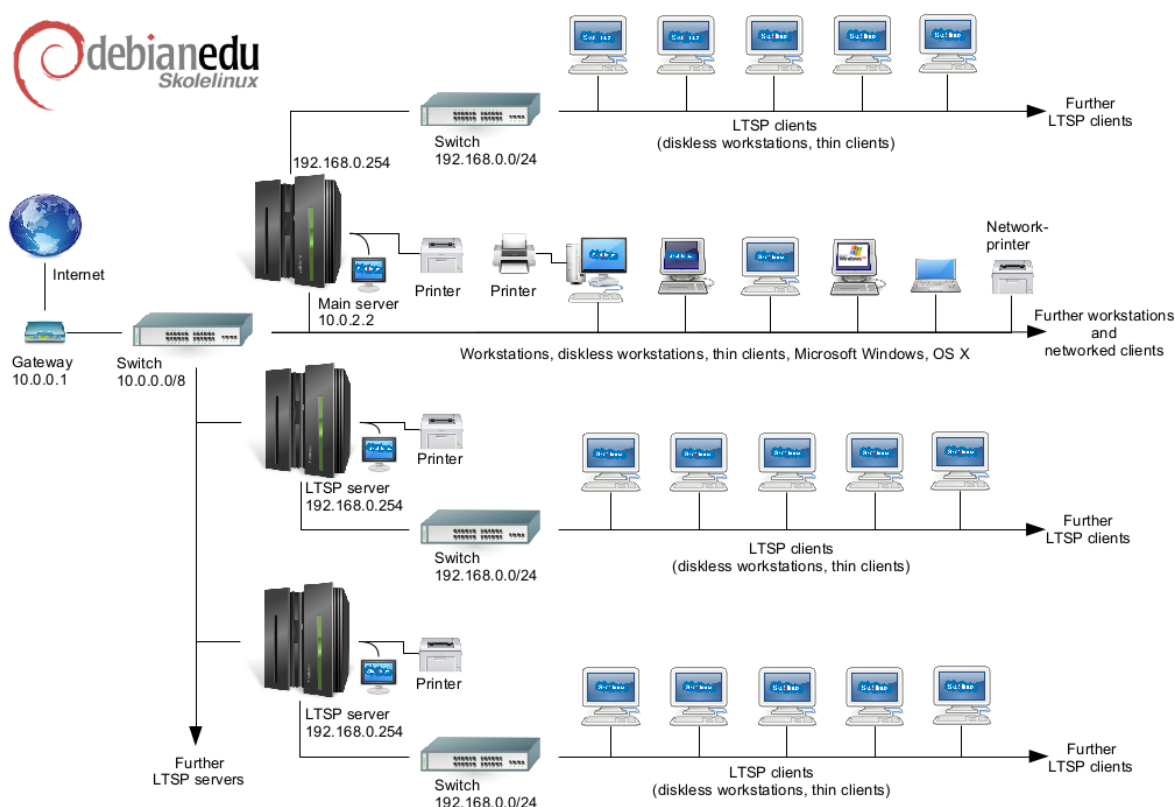 debianedu
Skolelinux
Switch
192.168.0.0/24
LTSP clients
(diskless workstations, thin clients)
Further
LTSP clients
192.168.0.254
Internet
Main server
10.0.2.2
Printer
Printer
Windows
Network-
printer
Gateway
10.0.0.1
Switch
10.0.0.0/8
Workstations, diskless workstations, thin clients, Microsoft Windows, OS X
Further workstations
and
networked clients
Printer
LTSP server
192.168.0.254
Switch
192.168.0.0/24
LTSP clients
(diskless workstations, thin clients)
Further
LTSP clients
Printer
LTSP server
192.168.0.254
Switch
192.168.0.0/24
LTSP clients
(diskless workstations, thin clients)
Further
LTSP clients
Further
LTSP servers